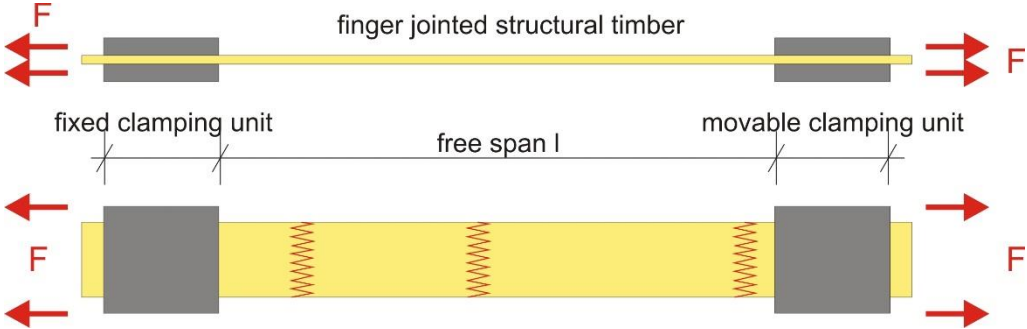 F
finger jointed structural timber
F
fixed clamping unit
free span l
movable clamping unit
F
F